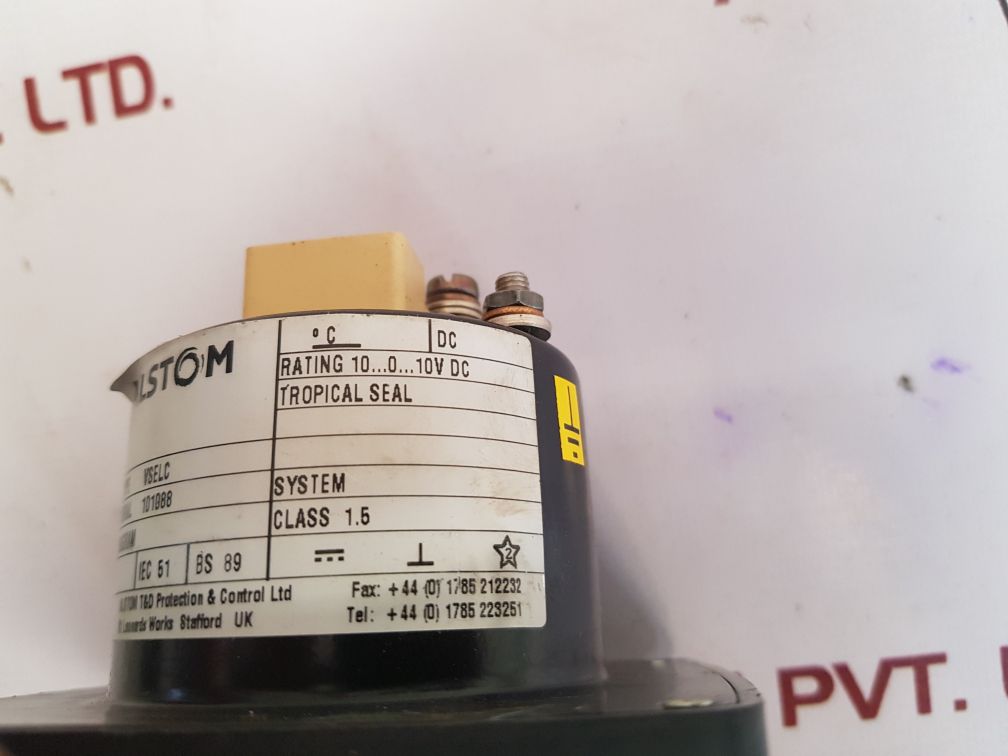 LTD.
ALSTOM
° C DC
RATING 10...0...10V DC
TROPICAL SEAL
VSELC
101088
SYSTEM
CLASS 1.5
IEC 51 BS 89
2
T&D Protection & Control Ltd
Works Stafford UK
Fax: +44 (0) 1785 212232
Tel: +44 (0) 1785 223251
PVT.